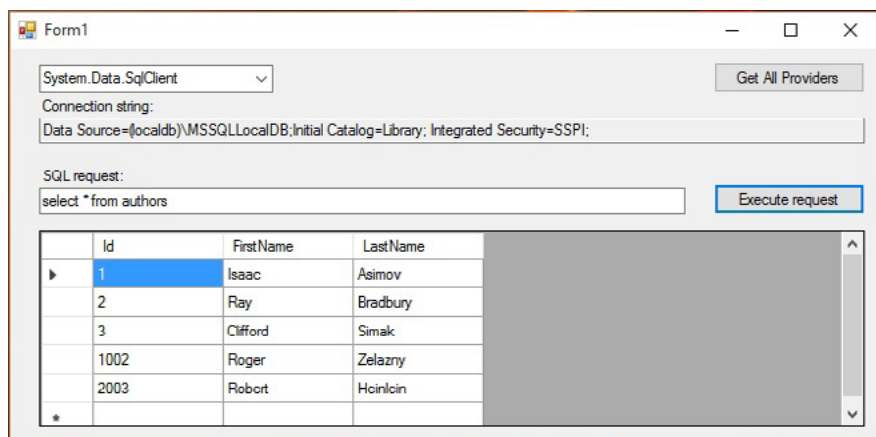 Form1
System.Data.SqlClient
Get All Providers
Connection string:
Data Source=(localdb)\MSSQLLocalDB;Initial Catalog=Library; Integrated Security=SSPI;
SQL request:
select * from authors
Execute request
Id FirstName LastName
1 Isaac Asimov
2 Ray Bradbury
3 Clifford Simak
1002 Roger Zelazny
2003 Robert Heinlein
*